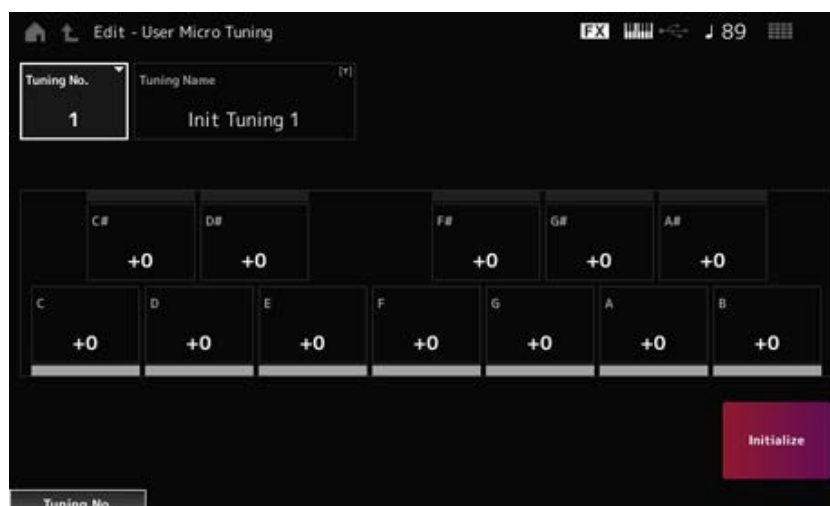 Edit - User Micro Tuning FX ♩ 89
Tuning No. Tuning Name [T]
1 Init Tuning 1
C# D# F# G# A#
+0 +0 +0 +0 +0
C D E F G A B
+0 +0 +0 +0 +0 +0 +0
Initialize
Tuning No.